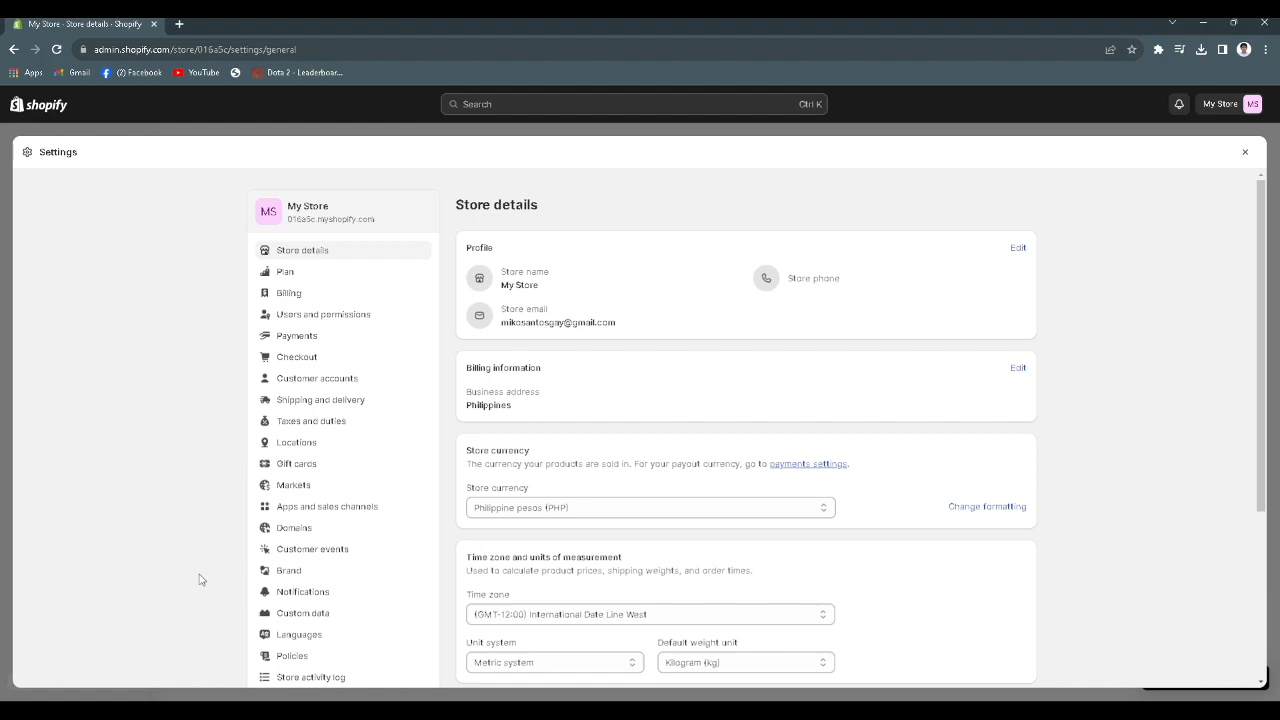 My Store - Store details - Shopify
admin.shopify.com/store/016a5c/settings/general
Apps Gmail (2) Facebook YouTube Dota 2 - Leaderboar...
shopify Search Ctrl K My Store MS
Settings
MS My Store
016a5c.myshopify.com
Store details
Plan
Billing
Users and permissions
Payments
Checkout
Customer accounts
Shipping and delivery
Taxes and duties
Locations
Gift cards
Markets
Apps and sales channels
Domains
Customer events
Brand
Notifications
Custom data
Languages
Policies
Store activity log
Store details
Profile Edit
Store name
My Store
Store phone
Store email
mikosantosgay@gmail.com
Billing information Edit
Business address
Philippines
Store currency
The currency your products are sold in. For your payout currency, go to payments settings.
Store currency
Philippine pesos (PHP) Change formatting
Time zone and units of measurement
Used to calculate product prices, shipping weights, and order times.
Time zone
(GMT-12:00) International Date Line West
Unit system Default weight unit
Metric system Kilogram (kg)